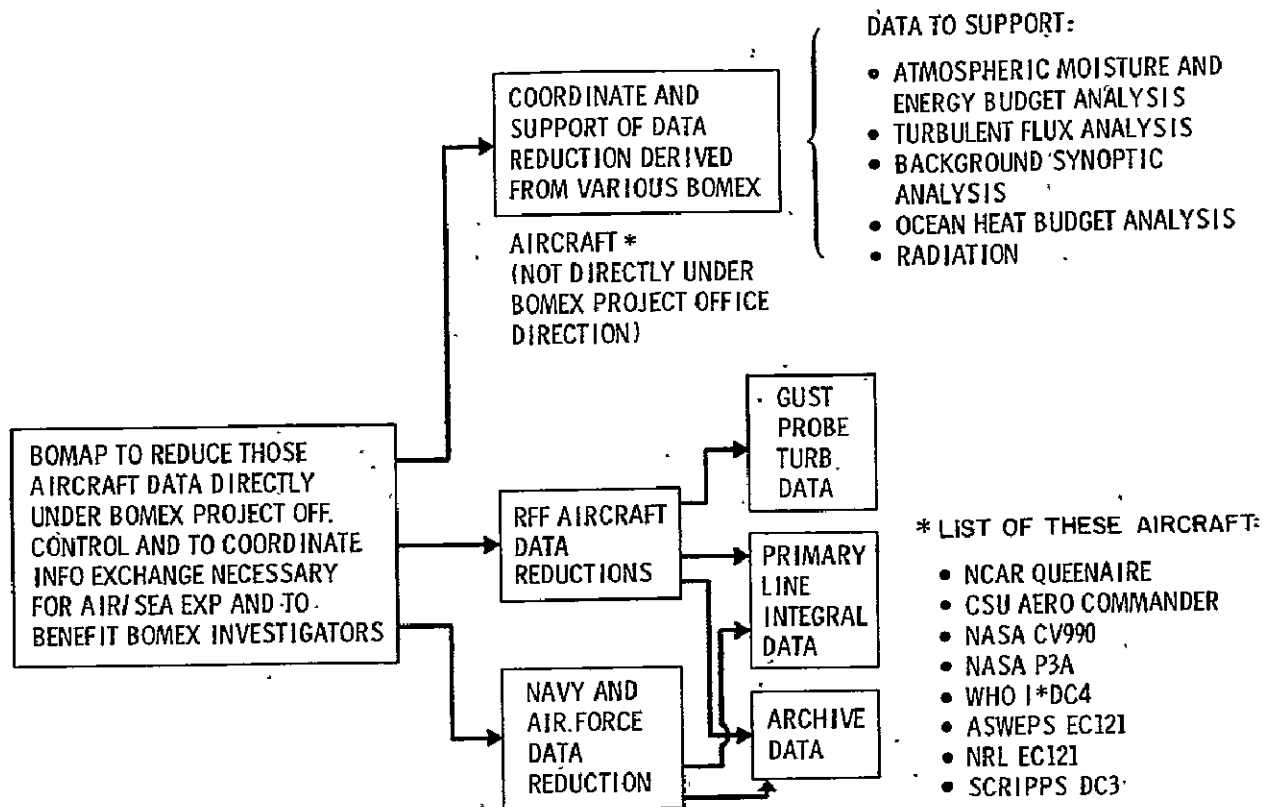 DATA TO SUPPORT:
• ATMOSPHERIC MOISTURE AND
ENERGY BUDGET ANALYSIS
• TURBULENT FLUX ANALYSIS
• BACKGROUND SYNOPTIC
ANALYSIS
• OCEAN HEAT BUDGET ANALYSIS
• RADIATION
COORDINATE AND
SUPPORT OF DATA
REDUCTION DERIVED
FROM VARIOUS BOMEX
AIRCRAFT *
(NOT DIRECTLY UNDER
BOMEX PROJECT OFFICE
DIRECTION)
BOMAP TO REDUCE THOSE
AIRCRAFT DATA DIRECTLY
UNDER BOMEX PROJECT OFF.
CONTROL AND TO COORDINATE
INFO EXCHANGE NECESSARY
FOR AIR/SEA EXP AND TO
BENEFIT BOMEX INVESTIGATORS
RFF AIRCRAFT
DATA
REDUCTIONS
NAVY AND
AIR FORCE
DATA
REDUCTION
GUST
PROBE
TURB.
DATA
PRIMARY
LINE
INTEGRAL
DATA
ARCHIVE
DATA
* LIST OF THESE AIRCRAFT:
• NCAR QUEENAIRE
• CSU AERO COMMANDER
• NASA CV990
• NASA P3A
• WHO I*DC4
• ASWEPS EC121
• NRL EC121
• SCRIPPS DC3